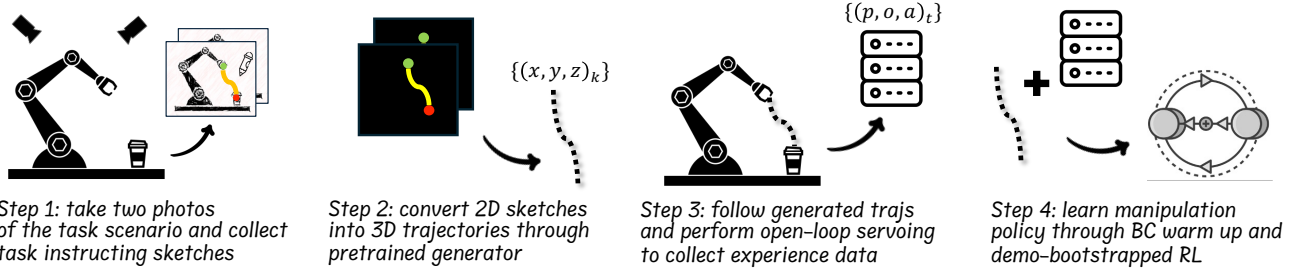 {(x, y, z)ₖ}
{(p, o, a)ₜ}
Step 1: take two photos
of the task scenario and collect
task instructing sketches
Step 2: convert 2D sketches
into 3D trajectories through
pretrained generator
Step 3: follow generated trajs
and perform open-loop servoing
to collect experience data
Step 4: learn manipulation
policy through BC warm up and
demo-bootstrapped RL